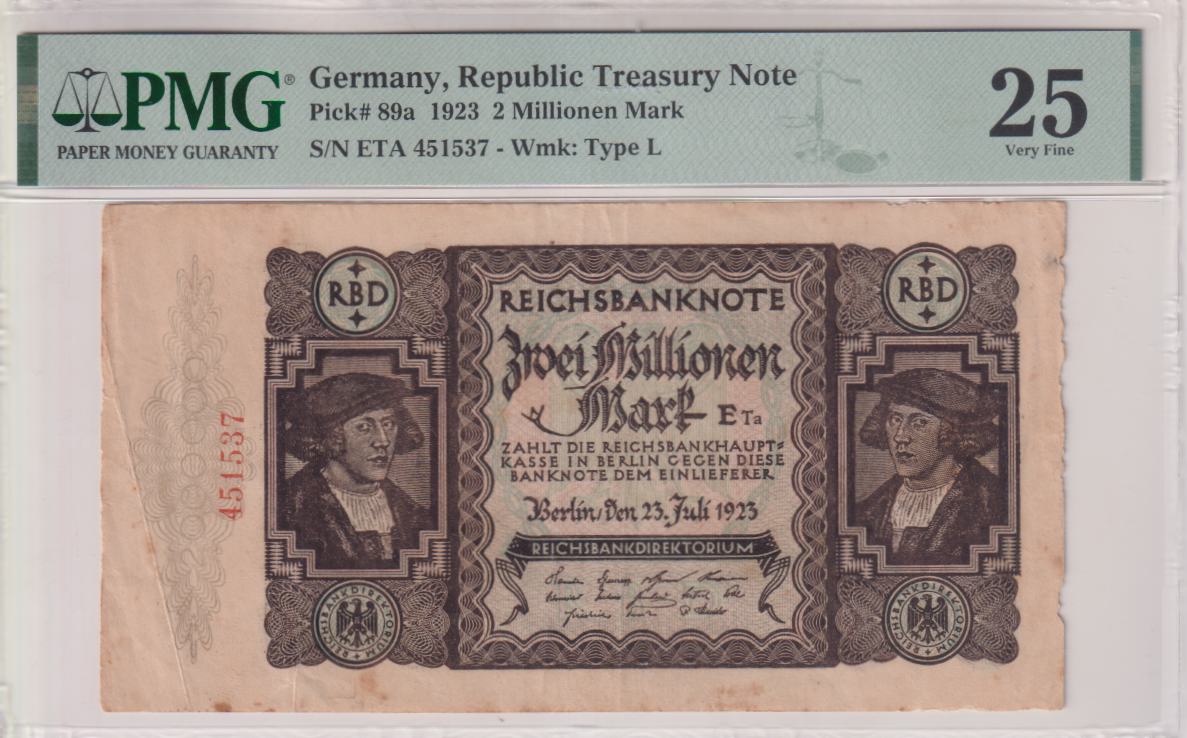 PMG®
PAPER MONEY GUARANTY
Germany, Republic Treasury Note
Pick# 89a 1923 2 Millionen Mark
S/N ETA 451537 - Wmk: Type L
25
Very Fine
RBD
RBD
REICHSBANKNOTE
Zwei Millionen
Mark ETa
ZAHLT DIE REICHSBANKHAUPT=
KASSE IN BERLIN GEGEN DIESE
BANKNOTE DEM EINLIEFERER
Berlin, den 23. Juli 1923
REICHSBANKDIREKTORIUM
451537
REICHSBANKDIREKTORIUM
REICHSBANKDIREKTORIUM